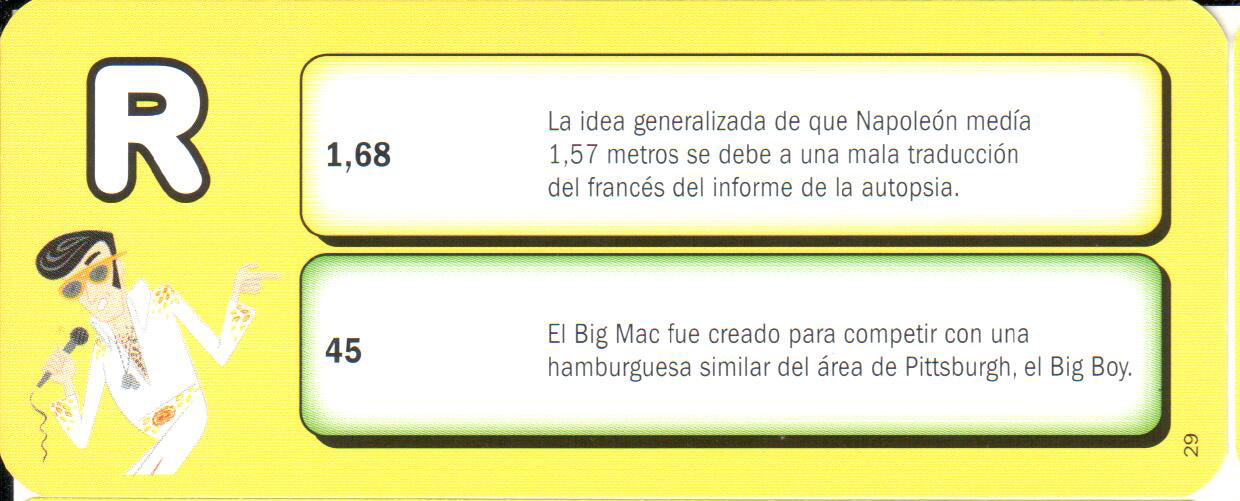 R
1,68
La idea generalizada de que Napoleón medía
1,57 metros se debe a una mala traducción
del francés del informe de la autopsia.
45
El Big Mac fue creado para competir con una
hamburguesa similar del área de Pittsburgh, el Big Boy.
29